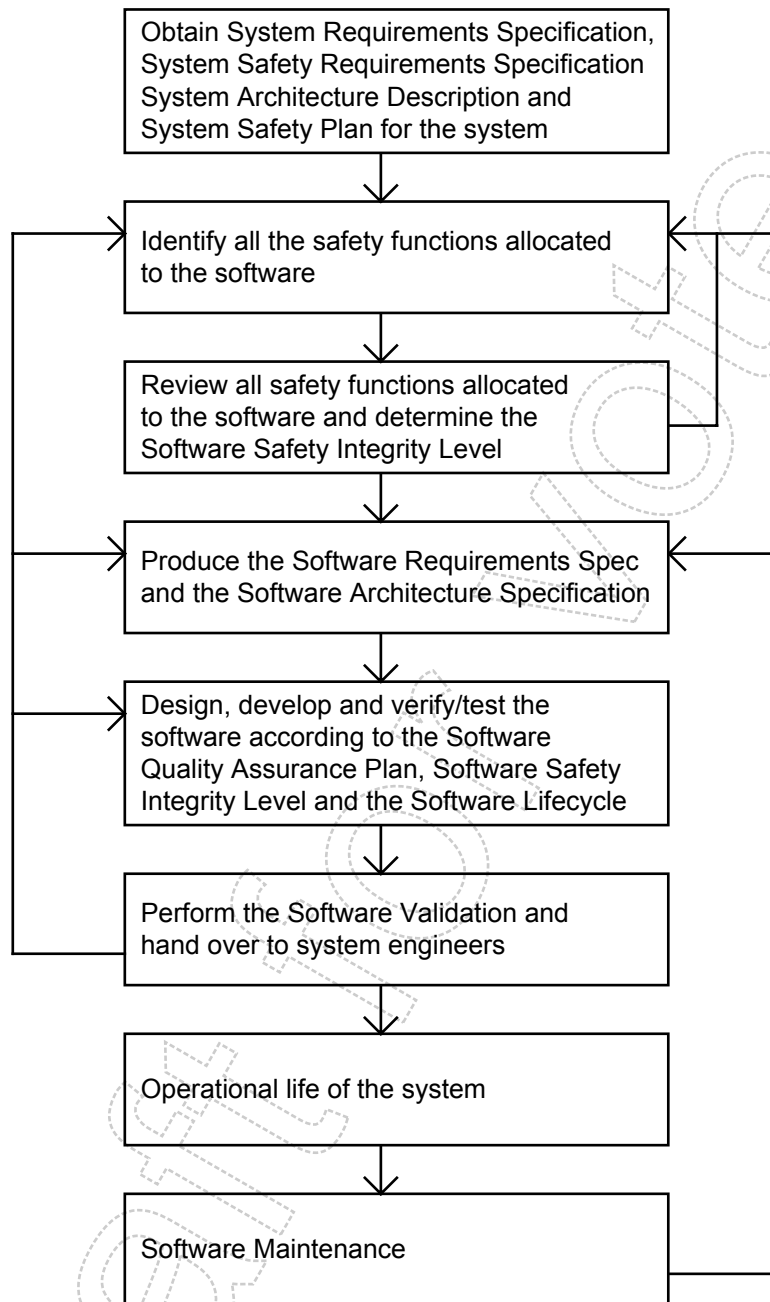 Obtain System Requirements Specification,
System Safety Requirements Specification
System Architecture Description and
System Safety Plan for the system
Identify all the safety functions allocated
to the software
Review all safety functions allocated
to the software and determine the
Software Safety Integrity Level
Produce the Software Requirements Spec
and the Software Architecture Specification
Design, develop and verify/test the
software according to the Software
Quality Assurance Plan, Software Safety
Integrity Level and the Software Lifecycle
Perform the Software Validation and
hand over to system engineers
Operational life of the system
Software Maintenance